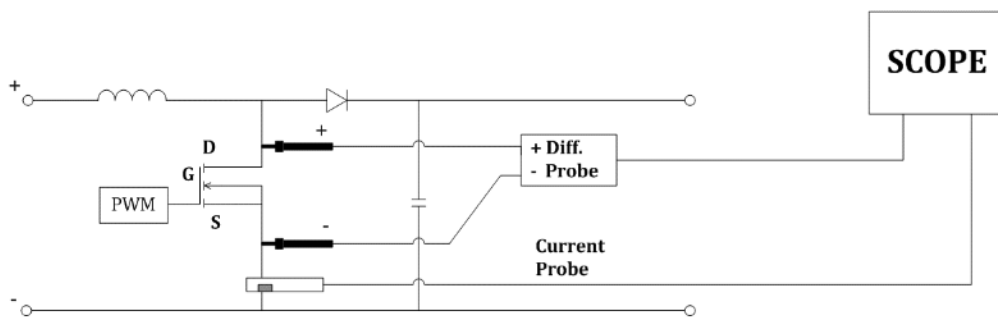 SCOPE
+
+
D
+ Diff.
- Probe
G
PWM
S
-
Current
Probe
-